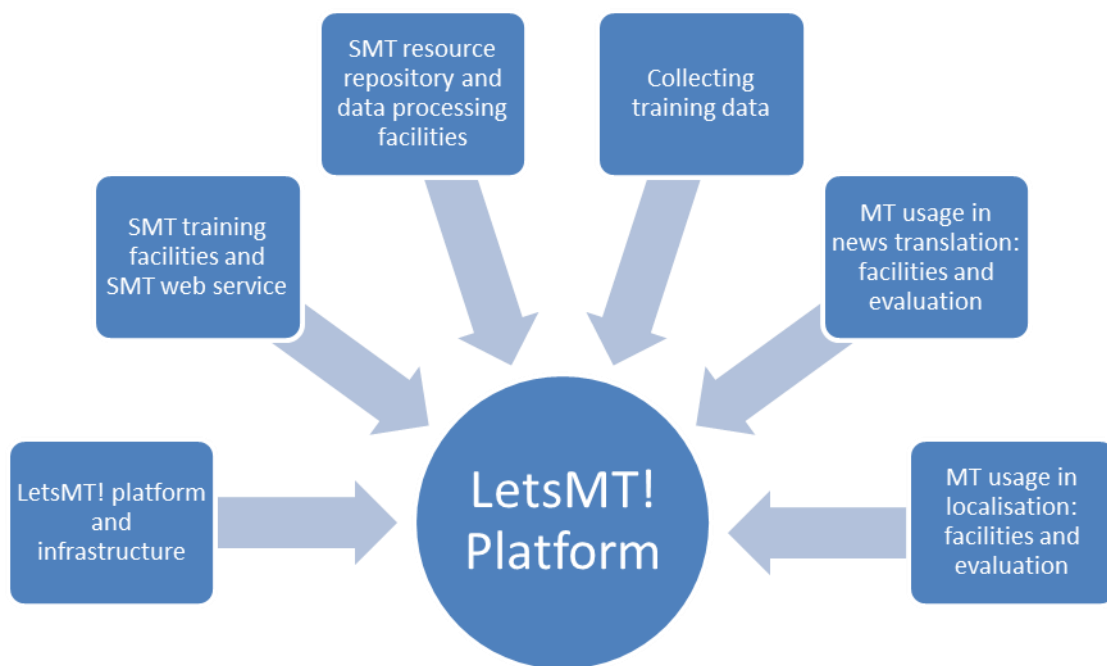 SMT resource
repository and
data processing
facilities
Collecting
training data
SMT training
facilities and
SMT web service
MT usage in
news translation:
facilities and
evaluation
LetsMT! platform
and
infrastructure
LetsMT!
Platform
MT usage in
localisation:
facilities and
evaluation